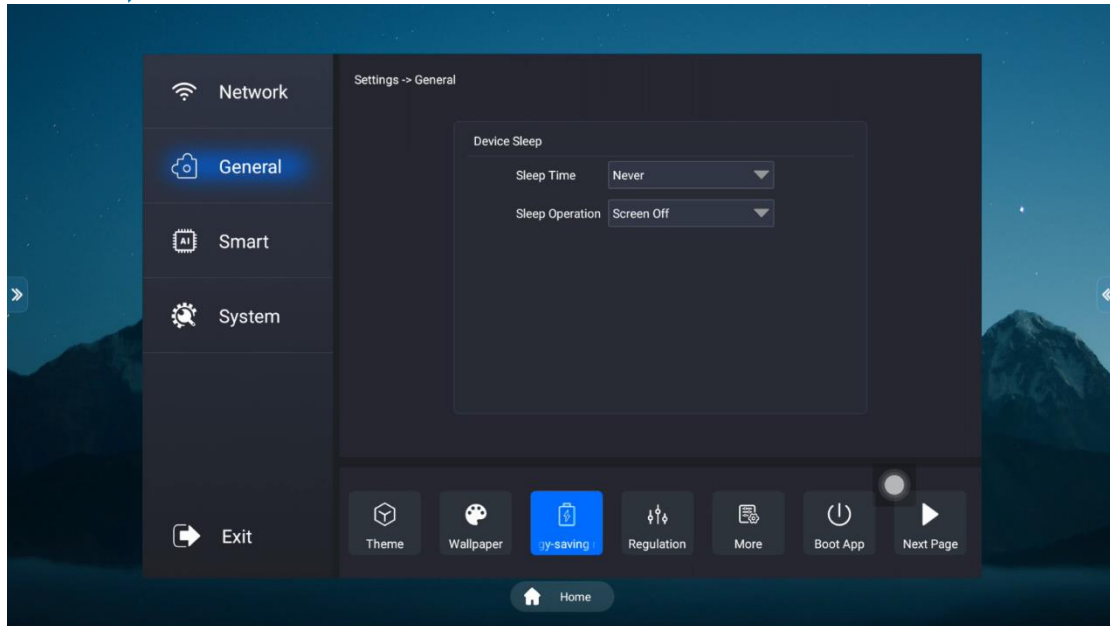 Network
General
Smart
System
Exit
Settings -> General
Device Sleep
Sleep Time Never
Sleep Operation Screen Off
Theme
Wallpaper
gy-saving
Regulation
More
Boot App
Next Page
Home
AI